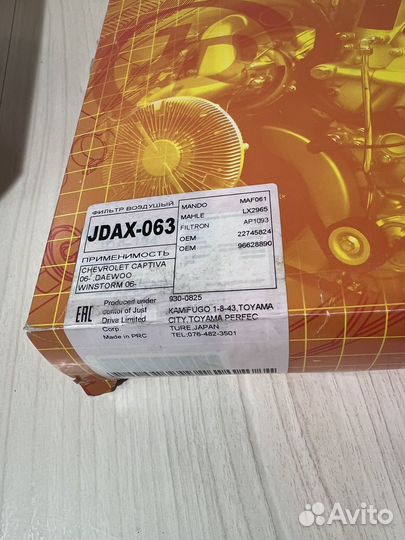 ФИЛЬТР ВОЗДУШЫЙ
JDAX-063
ПРИМЕНИМОСТЬ
CHEVROLET CAPTIVA
06- ,DAEWOO
WINSTORM 06-
MANDO MAF061
MAHLE LX2965
FILTRON AP1093
OEM 22745824
OEM 96628890
EAC
Produced under
control of Just
Drive Limited
Corp.
Made in PRC
930-0825
KAMIFUGO 1-8-43,TOYAMA
CITY,TOYAMA PERFEC
TURE,JAPAN
TEL,076-482-3501
Avito